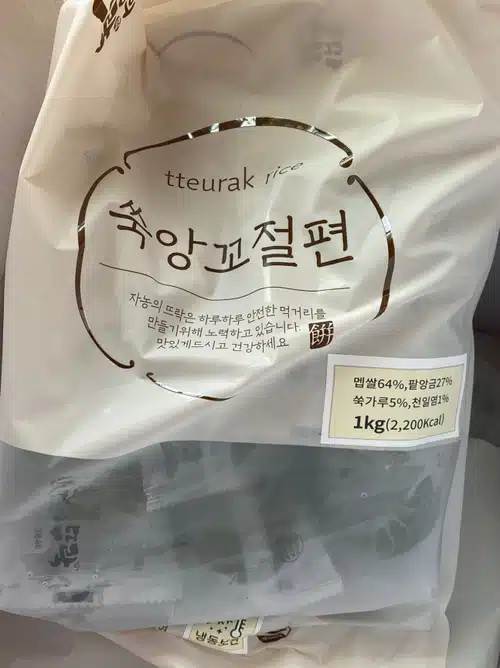 tteurak rice
쑥앙꼬절편
자농의 뜨락은 하루하루 안전한 먹거리를
만들기위해 노력하고 있습니다.
맛있게드시고 건강하세요
餠
멥쌀64%,팥앙금27%
쑥가루5%,천일염1%
1kg(2,200Kcal)